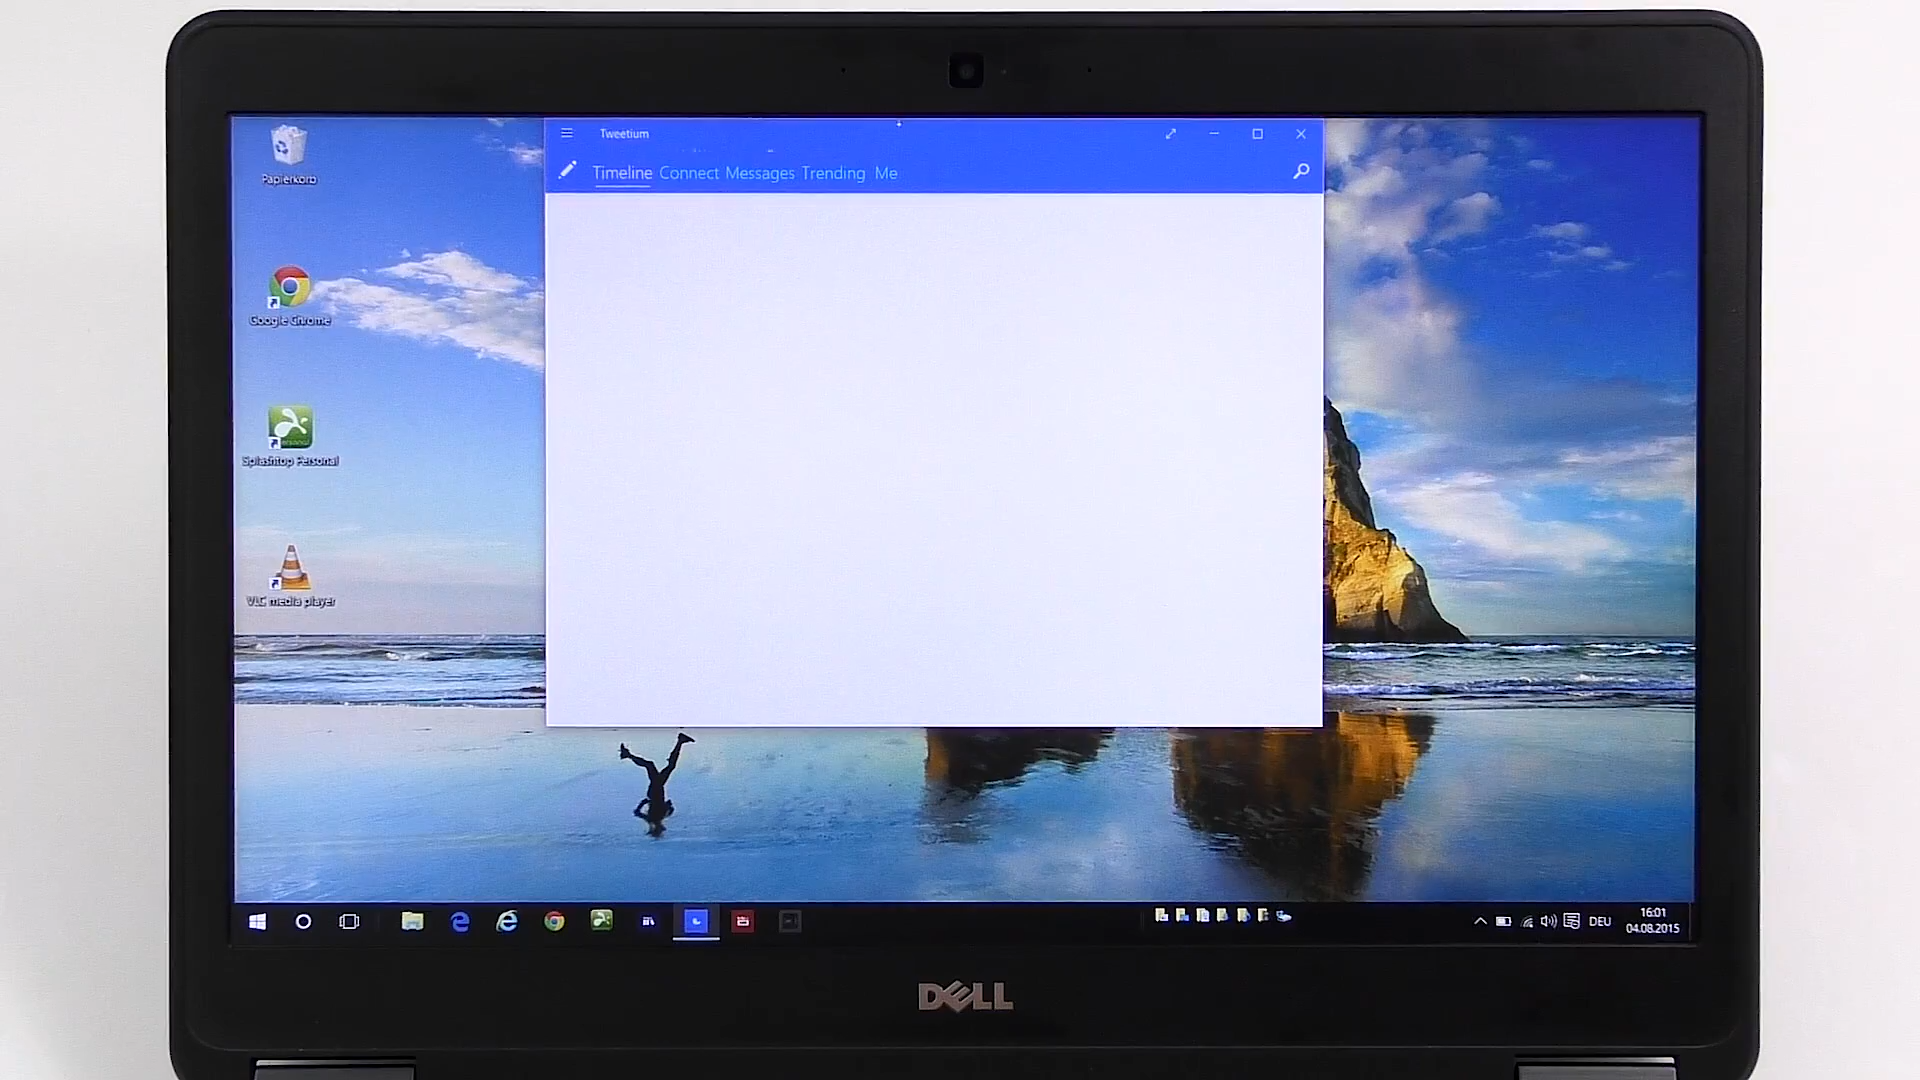 Tweetium
Timeline Connect Messages Trending Me
Papierkorb
Google Chrome
Splashtop Personal
VLC media player
DEU
16:01
04.08.2015
DELL